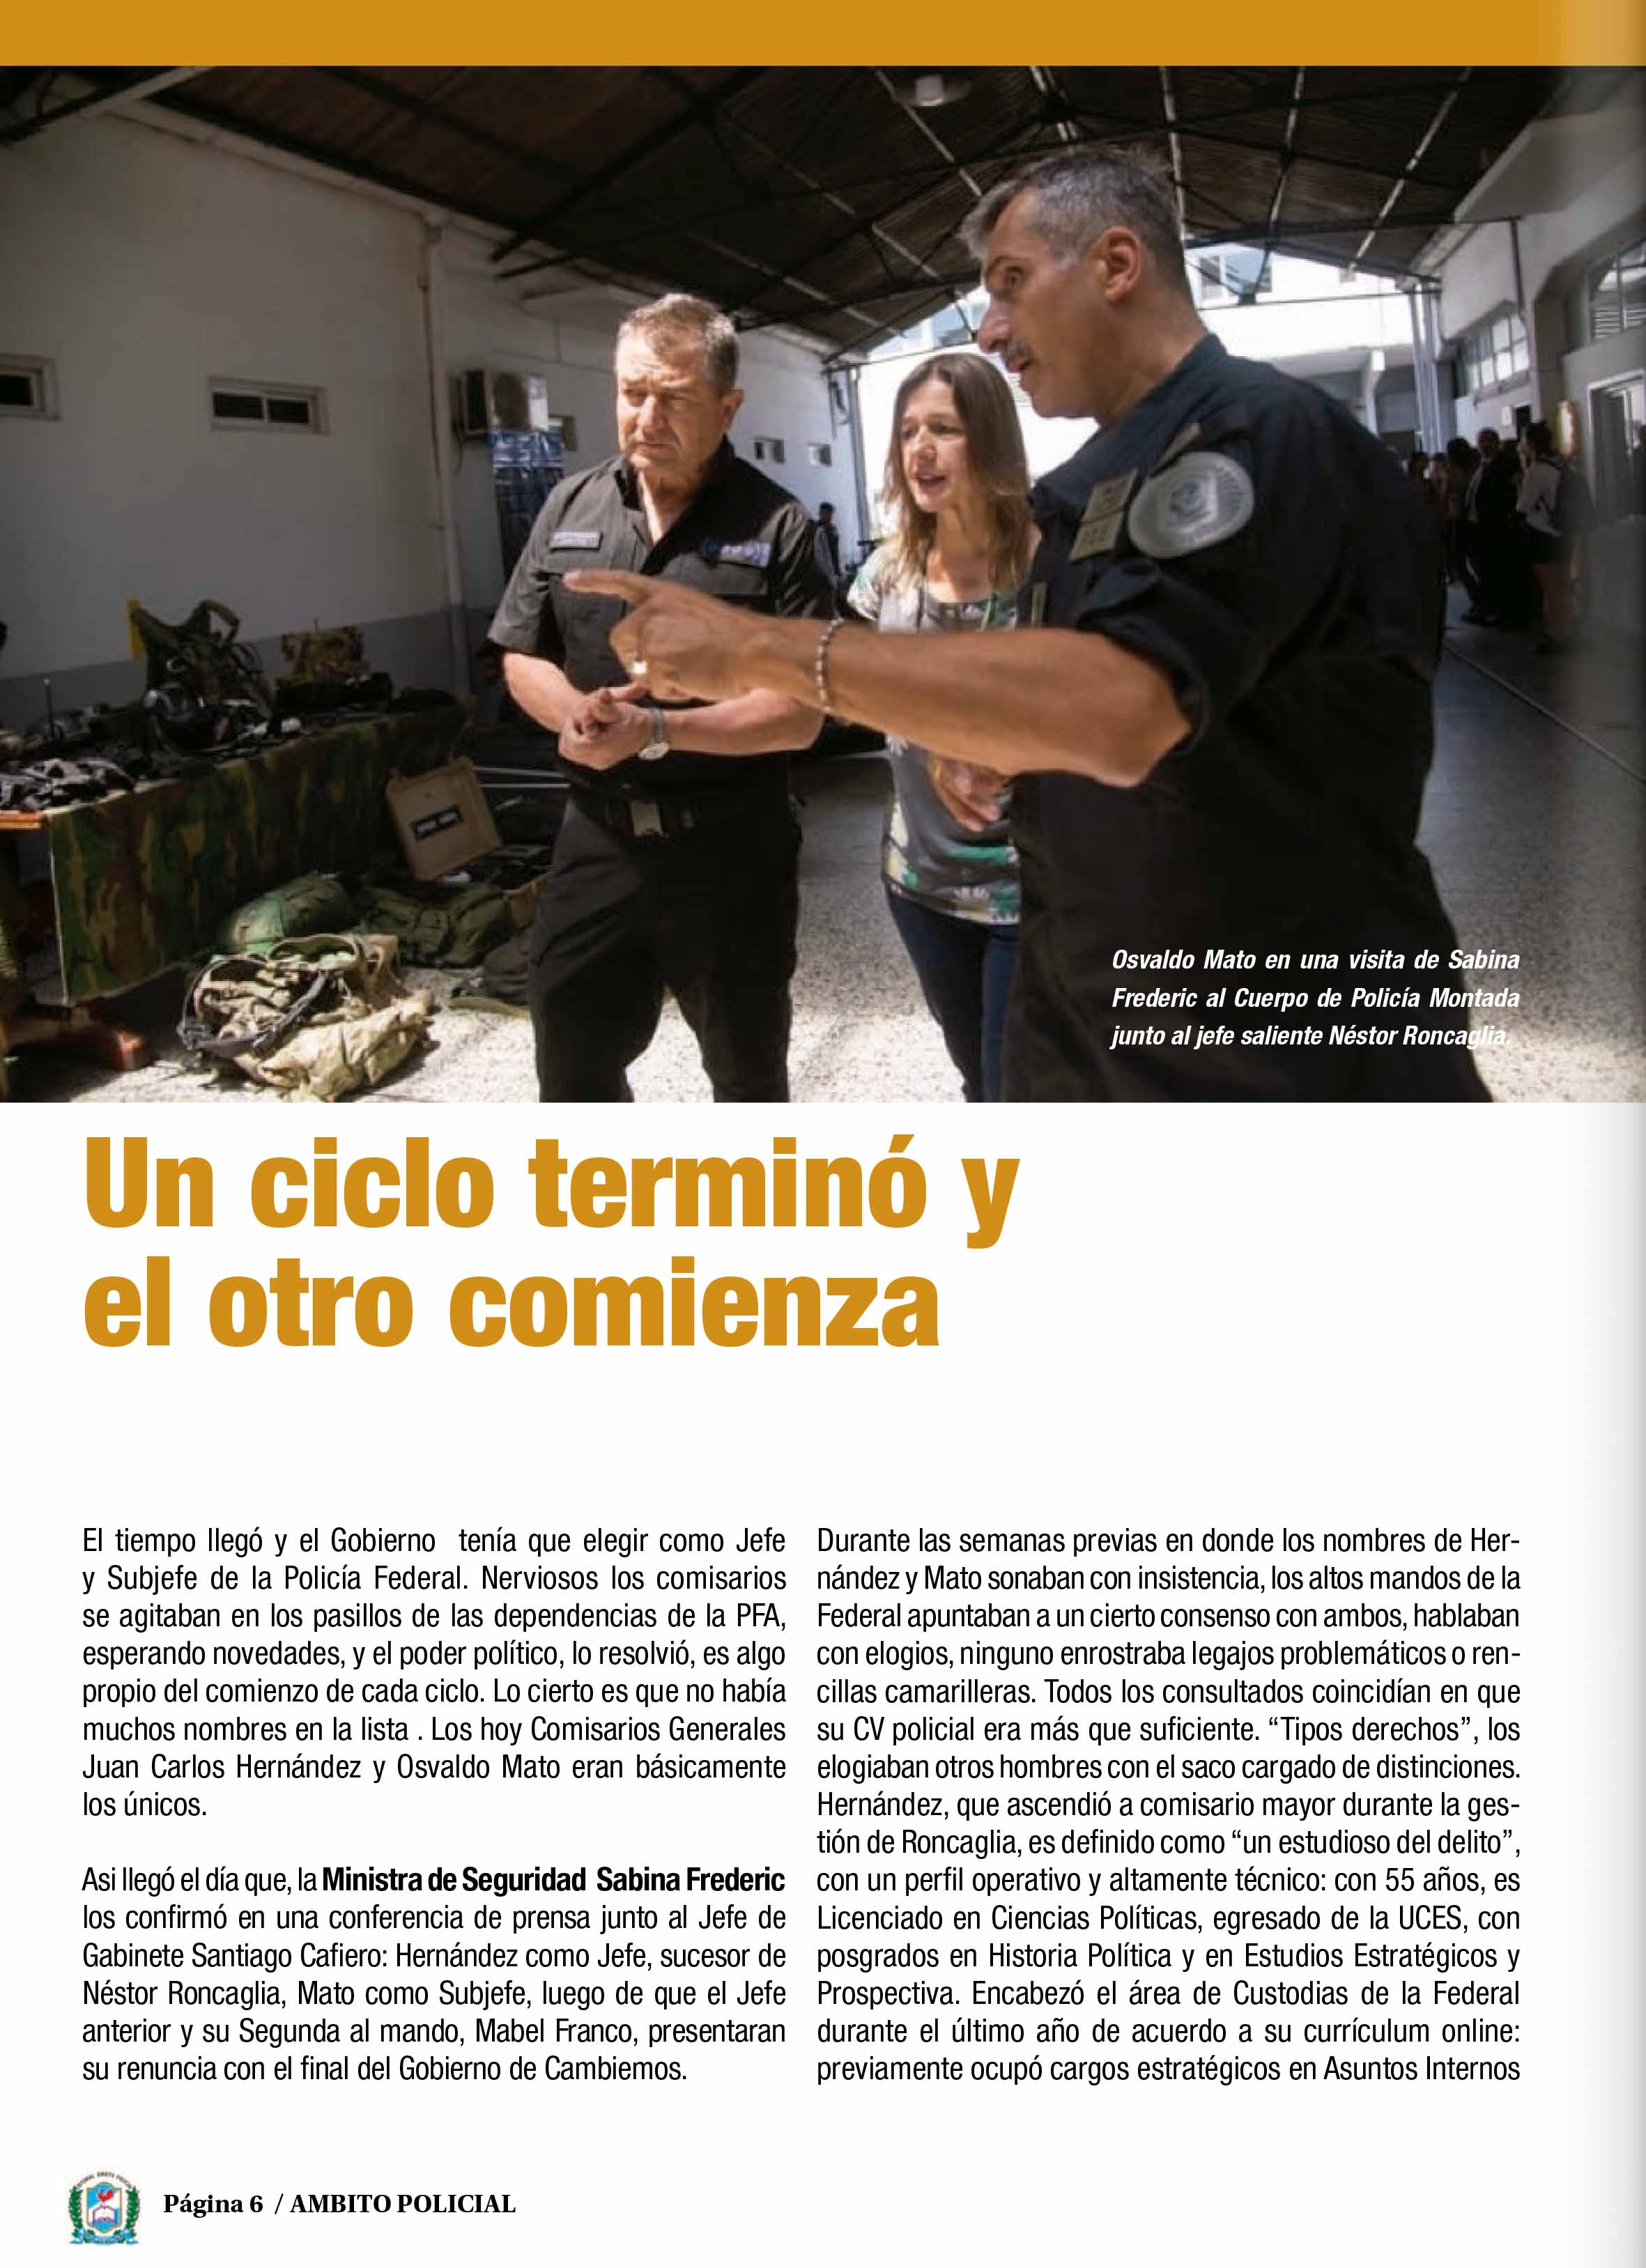 Osvaldo Mato en una visita de Sabina
Frederic al Cuerpo de Policía Montada
junto al jefe saliente Néstor Roncaglia.
Un ciclo terminó y
el otro comienza
El tiempo llegó y el Gobierno tenía que elegir como Jefe
y Subjefe de la Policía Federal. Nerviosos los comisarios
se agitaban en los pasillos de las dependencias de la PFA,
esperando novedades, y el poder político, lo resolvió, es algo
propio del comienzo de cada ciclo. Lo cierto es que no había
muchos nombres en la lista . Los hoy Comisarios Generales
Juan Carlos Hernández y Osvaldo Mato eran básicamente
los únicos.
Asi llegó el día que, la Ministra de Seguridad Sabina Frederic
los confirmó en una conferencia de prensa junto al Jefe de
Gabinete Santiago Cafiero: Hernández como Jefe, sucesor de
Néstor Roncaglia, Mato como Subjefe, luego de que el Jefe
anterior y su Segunda al mando, Mabel Franco, presentaran
su renuncia con el final del Gobierno de Cambiemos.
Durante las semanas previas en donde los nombres de Her-
nández y Mato sonaban con insistencia, los altos mandos de la
Federal apuntaban a un cierto consenso con ambos, hablaban
con elogios, ninguno enrostraba legajos problemáticos o ren-
cillas camarilleras. Todos los consultados coincidían en que
su CV policial era más que suficiente. “Tipos derechos”, los
elogiaban otros hombres con el saco cargado de distinciones.
Hernández, que ascendió a comisario mayor durante la ges-
tión de Roncaglia, es definido como “un estudioso del delito”,
con un perfil operativo y altamente técnico: con 55 años, es
Licenciado en Ciencias Políticas, egresado de la UCES, con
posgrados en Historia Política y en Estudios Estratégicos y
Prospectiva. Encabezó el área de Custodias de la Federal
durante el último año de acuerdo a su currículum online:
previamente ocupó cargos estratégicos en Asuntos Internos
Página 6 / AMBITO POLICIAL